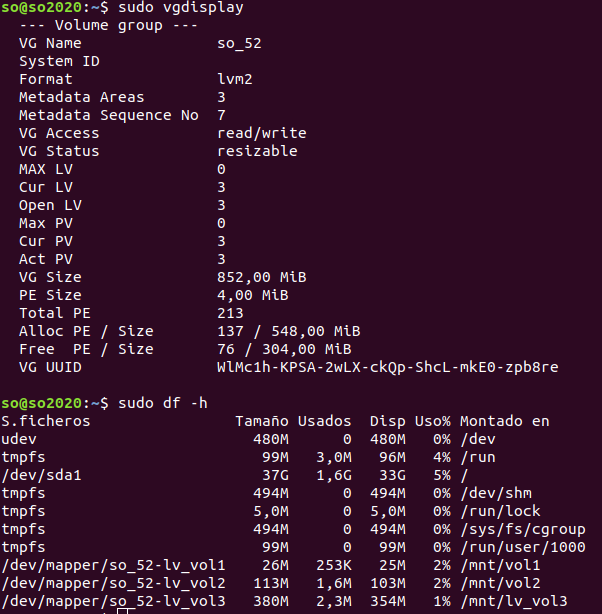 so@so2020:~$ sudo vgdisplay
--- Volume group ---
VG Name so_52
System ID
Format lvm2
Metadata Areas 3
Metadata Sequence No 7
VG Access read/write
VG Status resizable
MAX LV 0
Cur LV 3
Open LV 3
Max PV 0
Cur PV 3
Act PV 3
VG Size 852,00 MiB
PE Size 4,00 MiB
Total PE 213
Alloc PE / Size 137 / 548,00 MiB
Free PE / Size 76 / 304,00 MiB
VG UUID WlMc1h-KPSA-2wLX-ckQp-ShcL-mkE0-zpb8re
so@so2020:~$ sudo df -h
S.ficheros Tamaño Usados Disp Uso% Montado en
udev 480M 0 480M 0% /dev
tmpfs 99M 3,0M 96M 4% /run
/dev/sda1 37G 1,6G 33G 5% /
tmpfs 494M 0 494M 0% /dev/shm
tmpfs 5,0M 0 5,0M 0% /run/lock
tmpfs 494M 0 494M 0% /sys/fs/cgroup
tmpfs 99M 0 99M 0% /run/user/1000
/dev/mapper/so_52-lv_vol1 26M 253K 25M 2% /mnt/vol1
/dev/mapper/so_52-lv_vol2 113M 1,6M 103M 2% /mnt/vol2
/dev/mapper/so_52-lv_vol3 380M 2,3M 354M 1% /mnt/lv_vol3